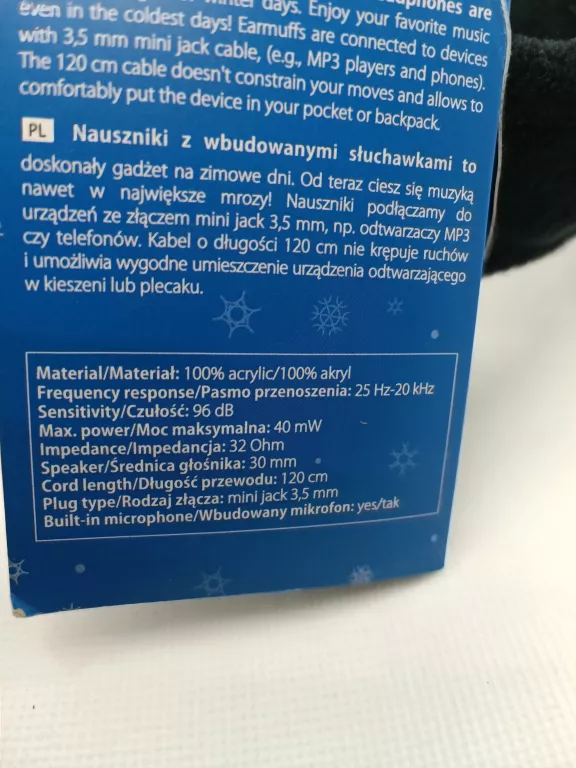 winter days. Enjoy your favorite music
even in the coldest days! Earmuffs are connected to devices
with 3,5 mm mini jack cable, (e.g., MP3 players and phones).
The 120 cm cable doesn't constrain your moves and allows to
comfortably put the device in your pocket or backpack.
PL Nauszniki z wbudowanymi słuchawkami to
doskonały gadżet na zimowe dni. Od teraz ciesz się muzyką
nawet w największe mrozy! Nauszniki podłączamy do
urządzeń ze złączem mini jack 3,5 mm, np. odtwarzaczy MP3
czy telefonów. Kabel o długości 120 cm nie krępuje ruchów
i umożliwia wygodne umieszczenie urządzenia odtwarzającego
w kieszeni lub plecaku.
Material/Materiał: 100% acrylic/100% akryl
Frequency response/Pasmo przenoszenia: 25 Hz-20 kHz
Sensitivity/Czułość: 96 dB
Max. power/Moc maksymalna: 40 mW
Impedance/Impedancja: 32 Ohm
Speaker/Średnica głośnika: 30 mm
Cord length/Długość przewodu: 120 cm
Plug type/Rodzaj złącza: mini jack 3,5 mm
Built-in microphone/Wbudowany mikrofon: yes/tak